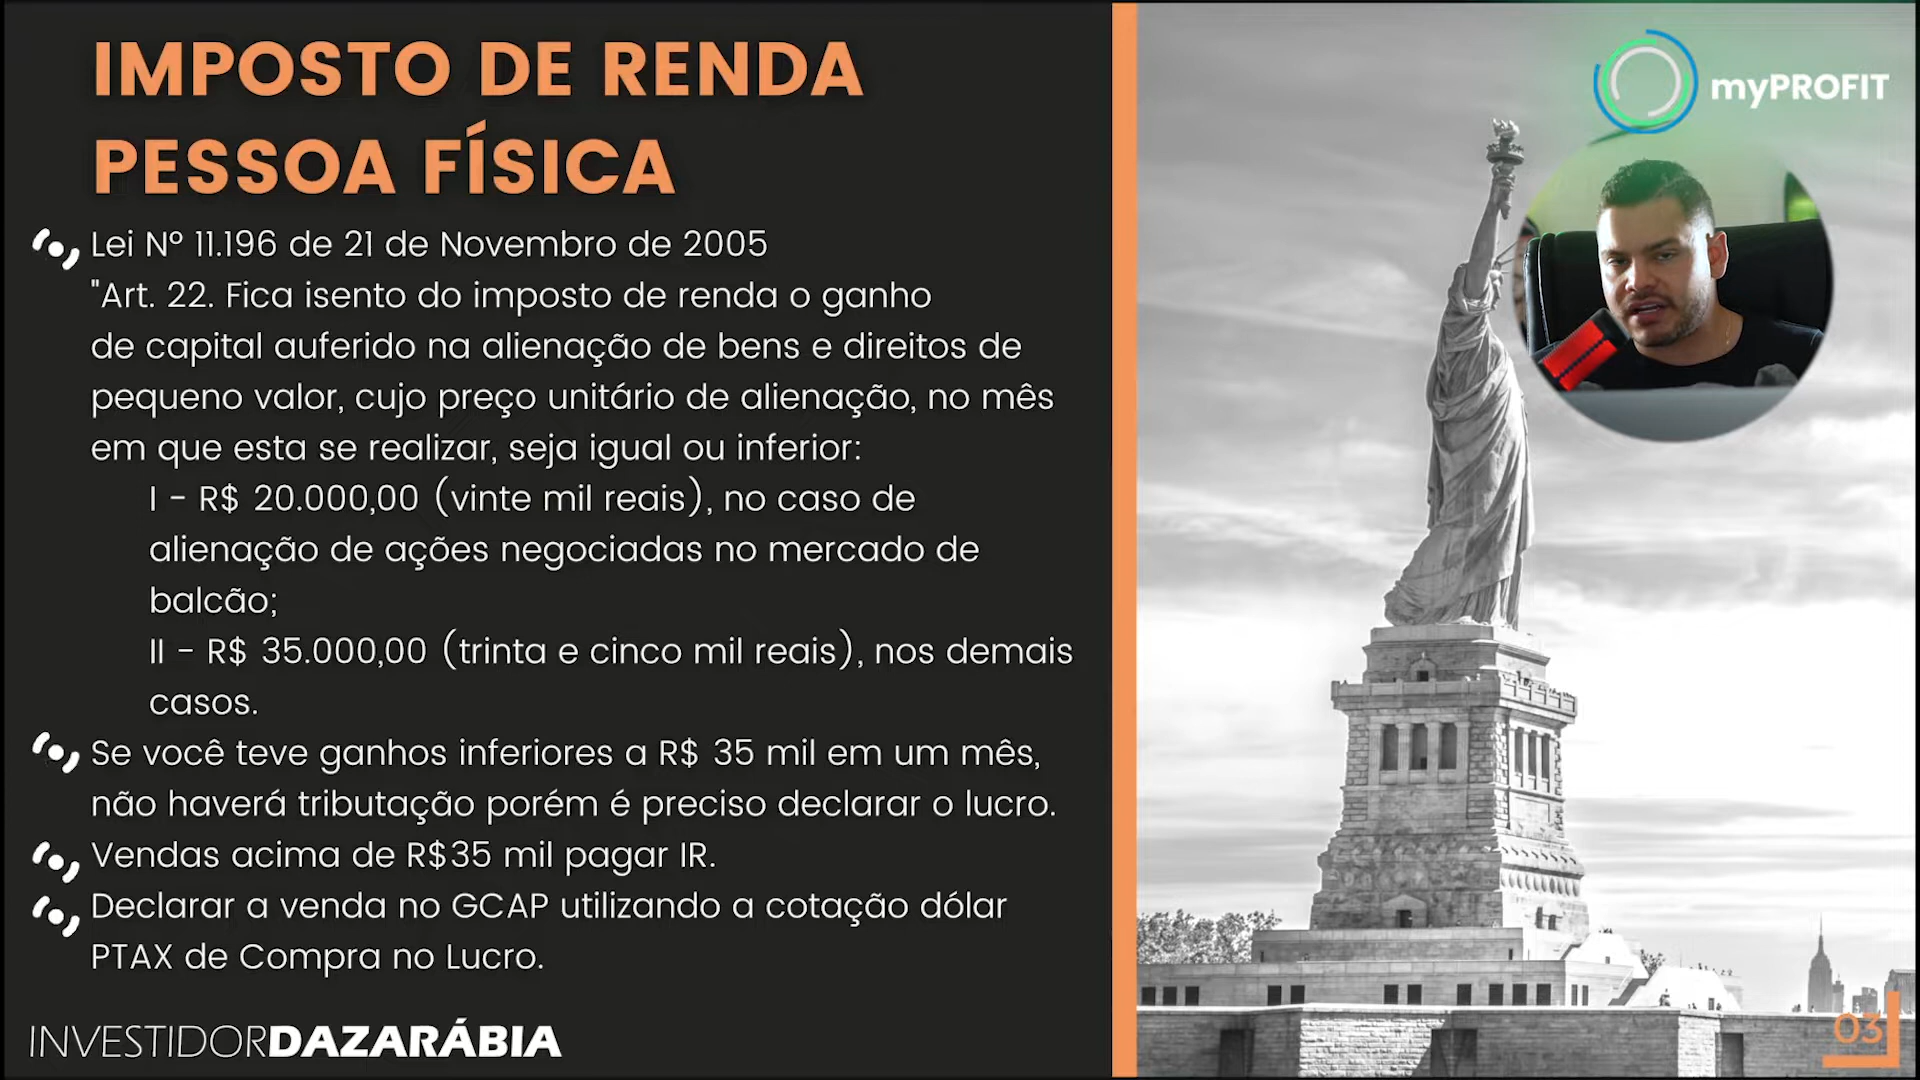 IMPOSTO DE RENDA
PESSOA FÍSICA
Lei Nº 11.196 de 21 de Novembro de 2005
"Art. 22. Fica isento do imposto de renda o ganho
de capital auferido na alienação de bens e direitos de
pequeno valor, cujo preço unitário de alienação, no mês
em que esta se realizar, seja igual ou inferior:
I - R$ 20.000,00 (vinte mil reais), no caso de
alienação de ações negociadas no mercado de
balcão;
II - R$ 35.000,00 (trinta e cinco mil reais), nos demais
casos.
Se você teve ganhos inferiores a R$ 35 mil em um mês,
não haverá tributação porém é preciso declarar o lucro.
Vendas acima de R$35 mil pagar IR.
Declarar a venda no GCAP utilizando a cotação dólar
PTAX de Compra no Lucro.
INVESTIDORDAZARÁBIA
myPROFIT
03